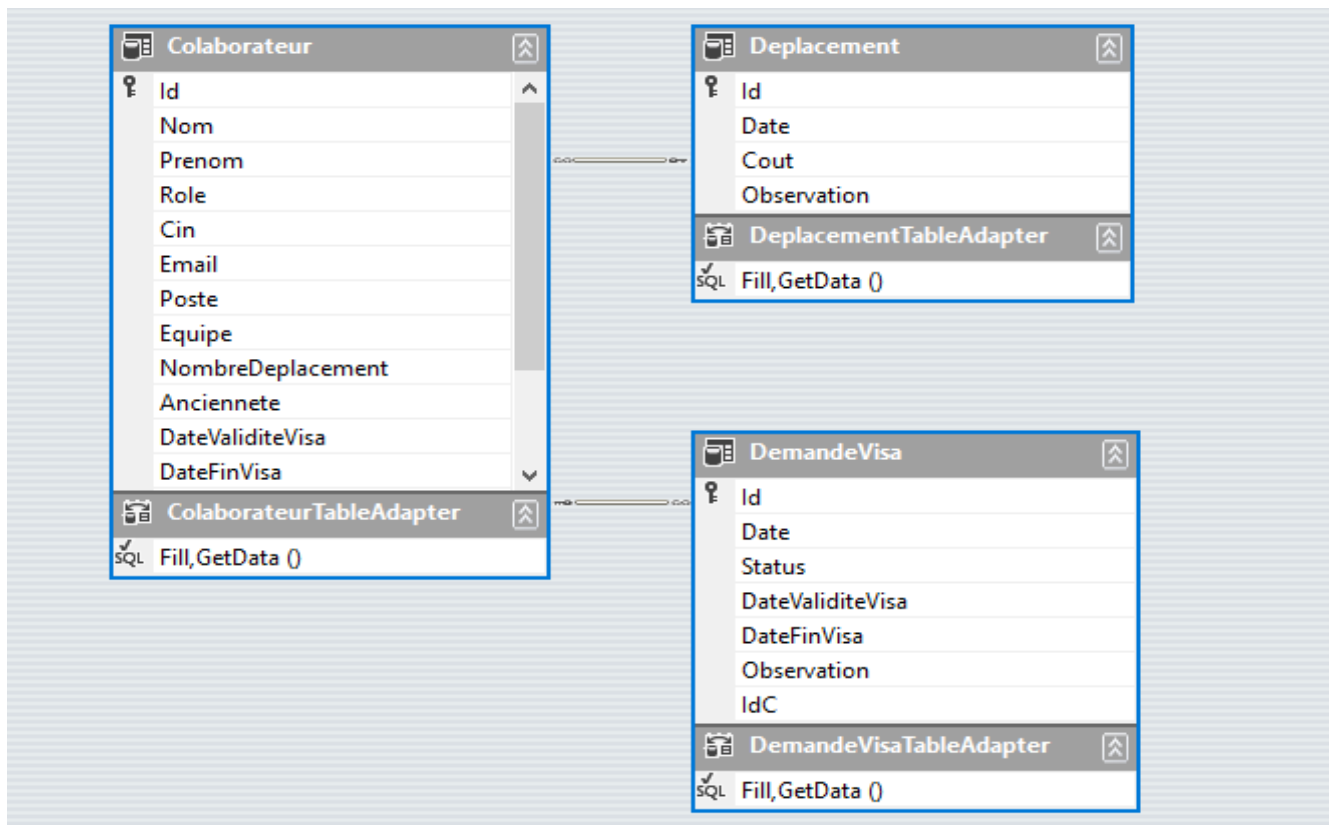 Colaborateur
Id
Nom
Prenom
Role
Cin
Email
Poste
Equipe
NombreDeplacement
Anciennete
DateValiditeVisa
DateFinVisa
ColaborateurTableAdapter
SQL Fill,GetData ()
Deplacement
Id
Date
Cout
Observation
DeplacementTableAdapter
SQL Fill,GetData ()
DemandeVisa
Id
Date
Status
DateValiditeVisa
DateFinVisa
Observation
IdC
DemandeVisaTableAdapter
SQL Fill,GetData ()